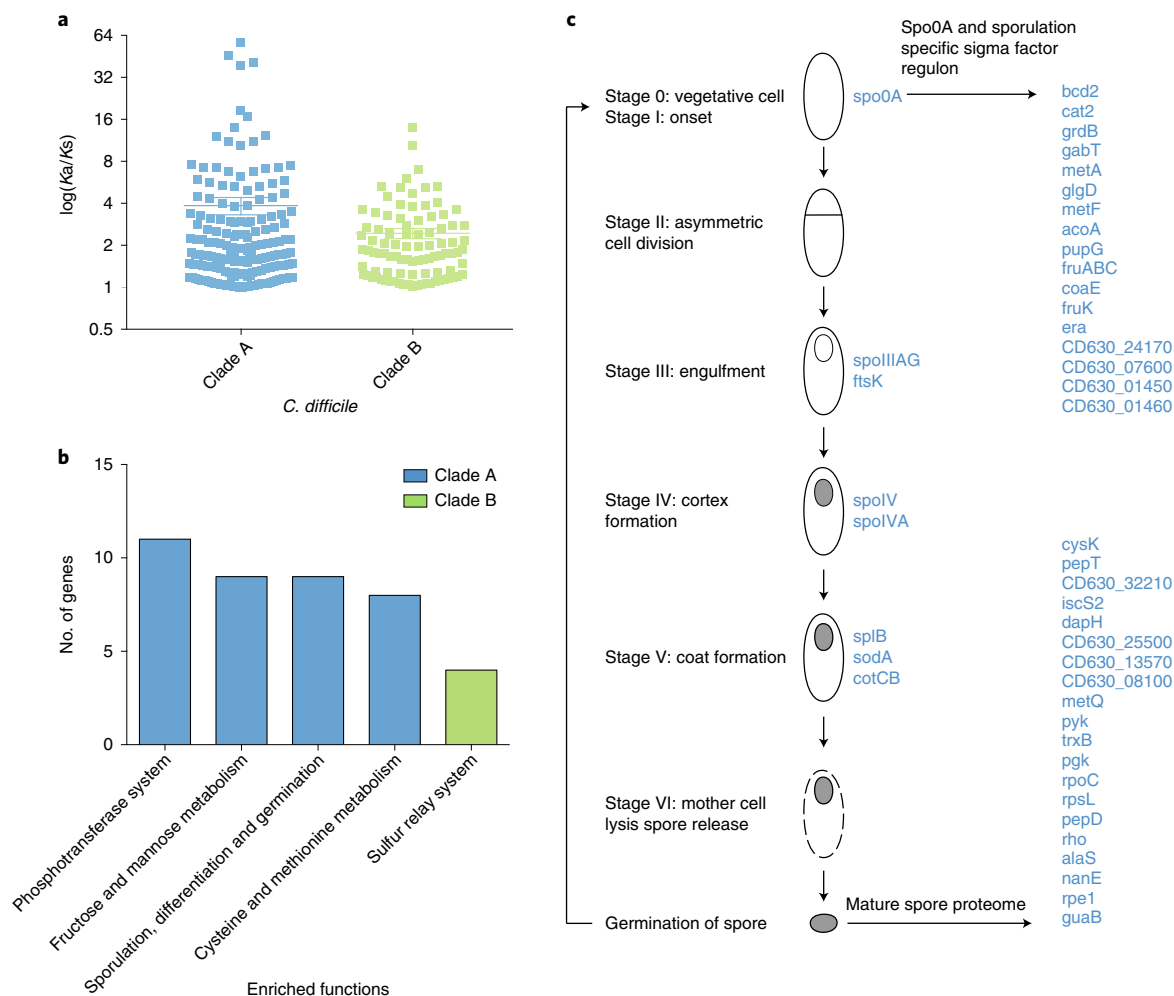 a
64
32
16
8
4
2
1
0.5
log(Ka/Ks)
Clade A
Clade B
C. difficile
b
15
10
5
0
No. of genes
Clade A
Clade B
Phosphotransferase system
Fructose and mannose metabolism
Sporulation, differentiation and germination
Cysteine and methionine metabolism
Sulfur relay system
Enriched functions
c
Spo0A and sporulation
specific sigma factor
regulon
Stage 0: vegetative cell
Stage I: onset
spo0A
bcd2
cat2
grdB
gabT
metA
glgD
metF
acoA
pupG
fruABC
coaE
fruK
era
CD630_24170
CD630_07600
CD630_01450
CD630_01460
Stage II: asymmetric
cell division
Stage III: engulfment
spoIIIAG
ftsK
Stage IV: cortex
formation
spoIV
spoIVA
Stage V: coat formation
splB
sodA
cotCB
Stage VI: mother cell
lysis spore release
Germination of spore
Mature spore proteome
cysK
pepT
CD630_32210
iscS2
dapH
CD630_25500
CD630_13570
CD630_08100
metQ
pyk
trxB
pgk
rpoC
rpsL
pepD
rho
alaS
nanE
rpe1
guaB